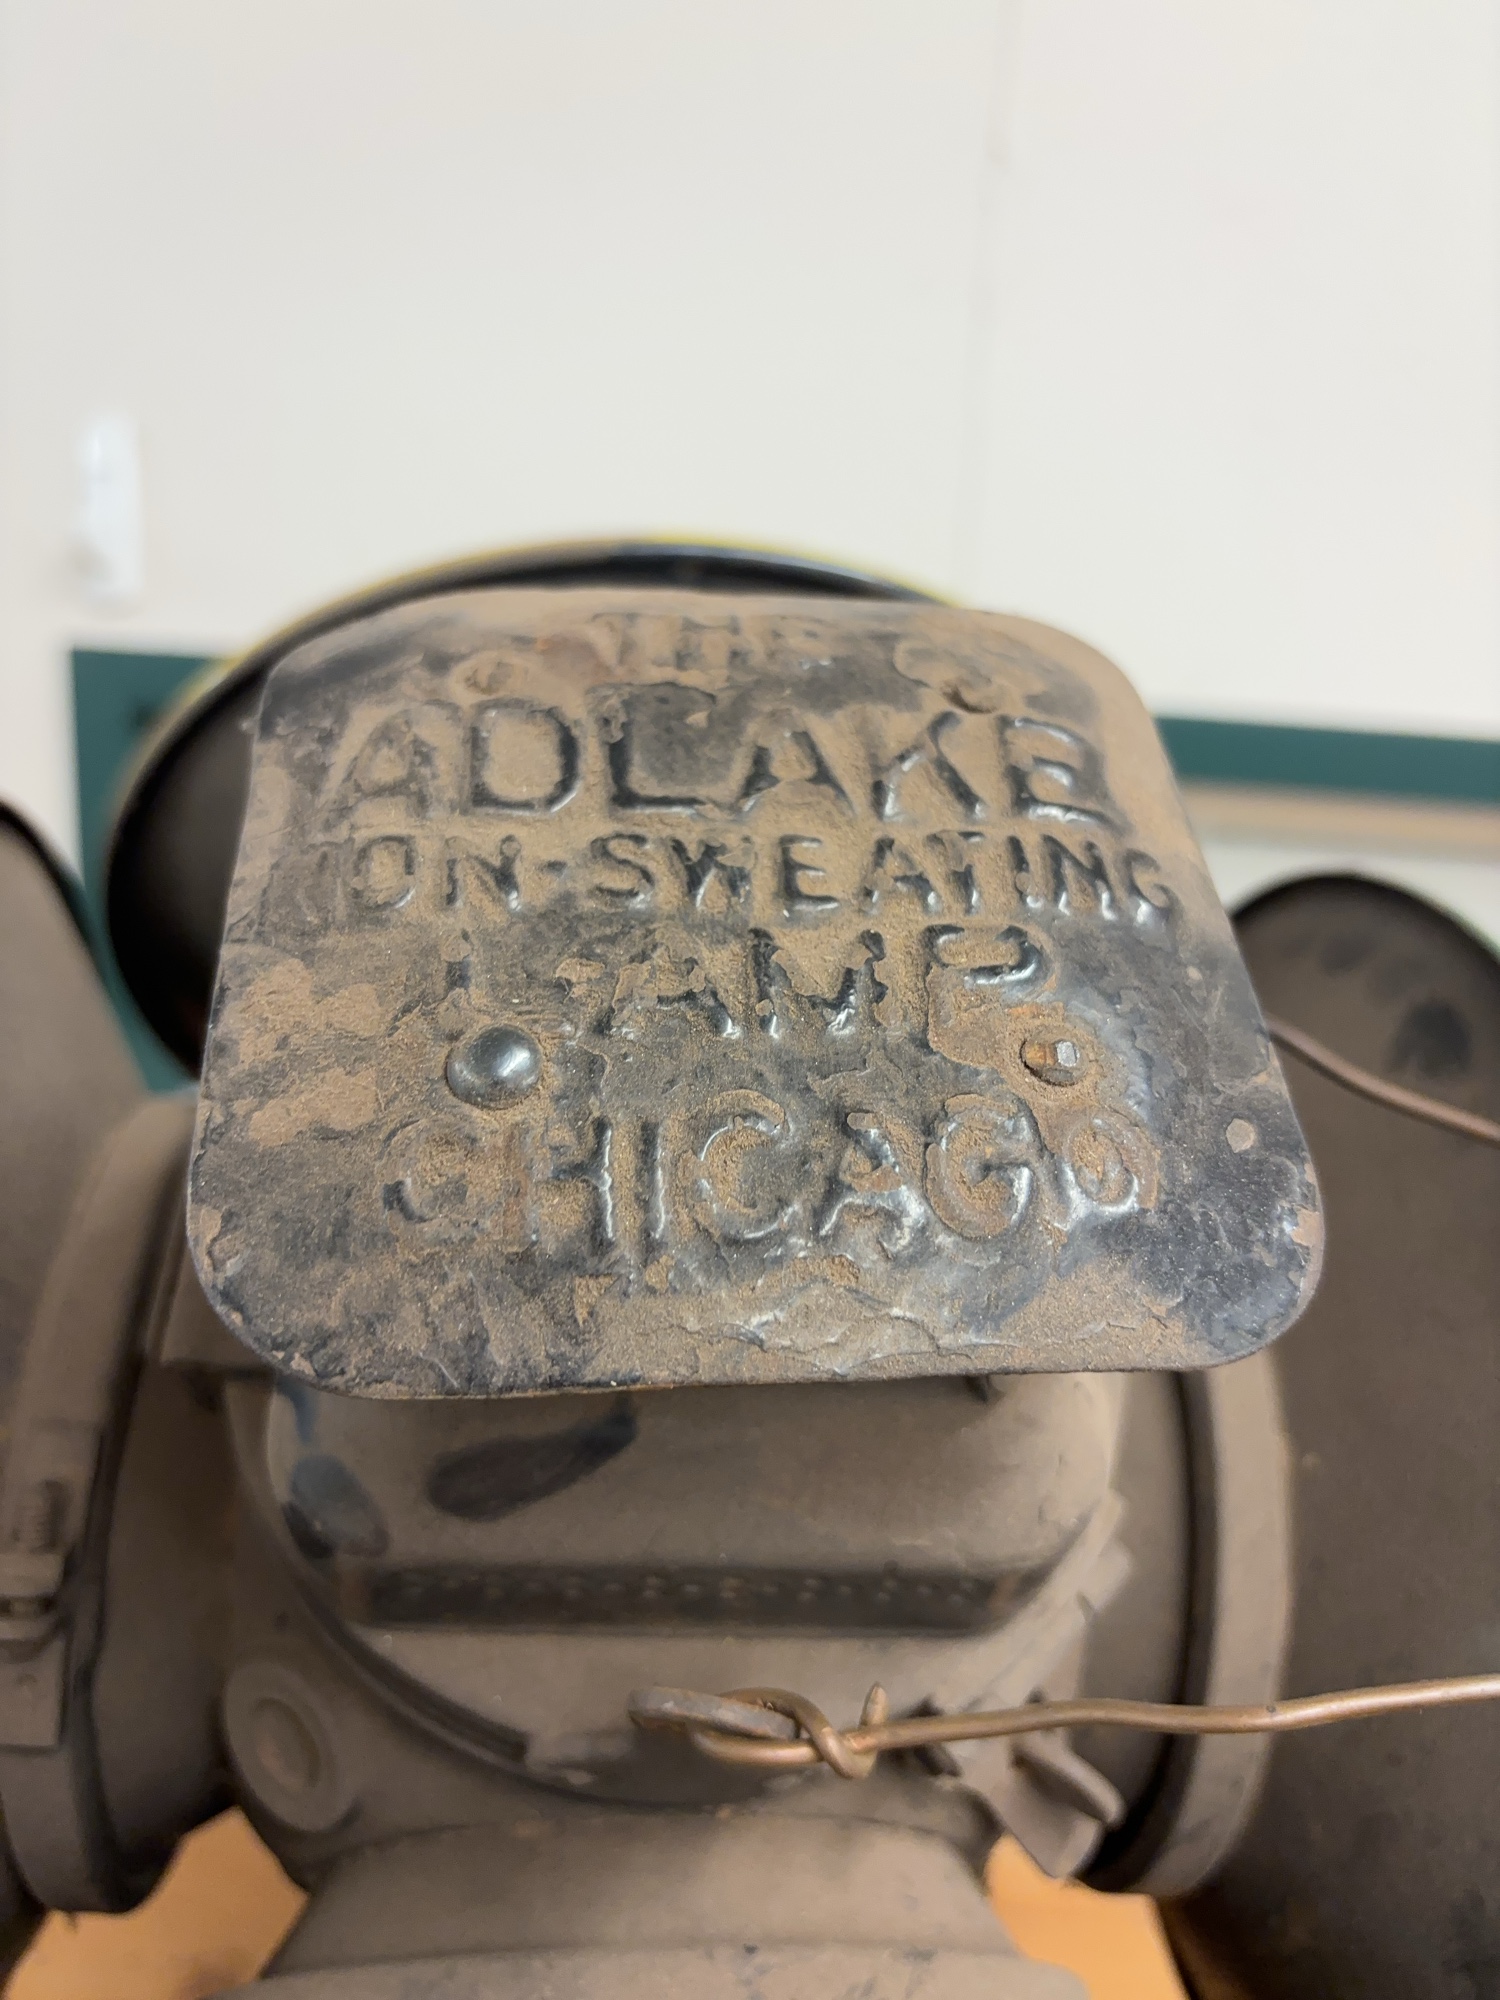 THE
ADLAKE
NON-SWEATING
LAMP
CHICAGO